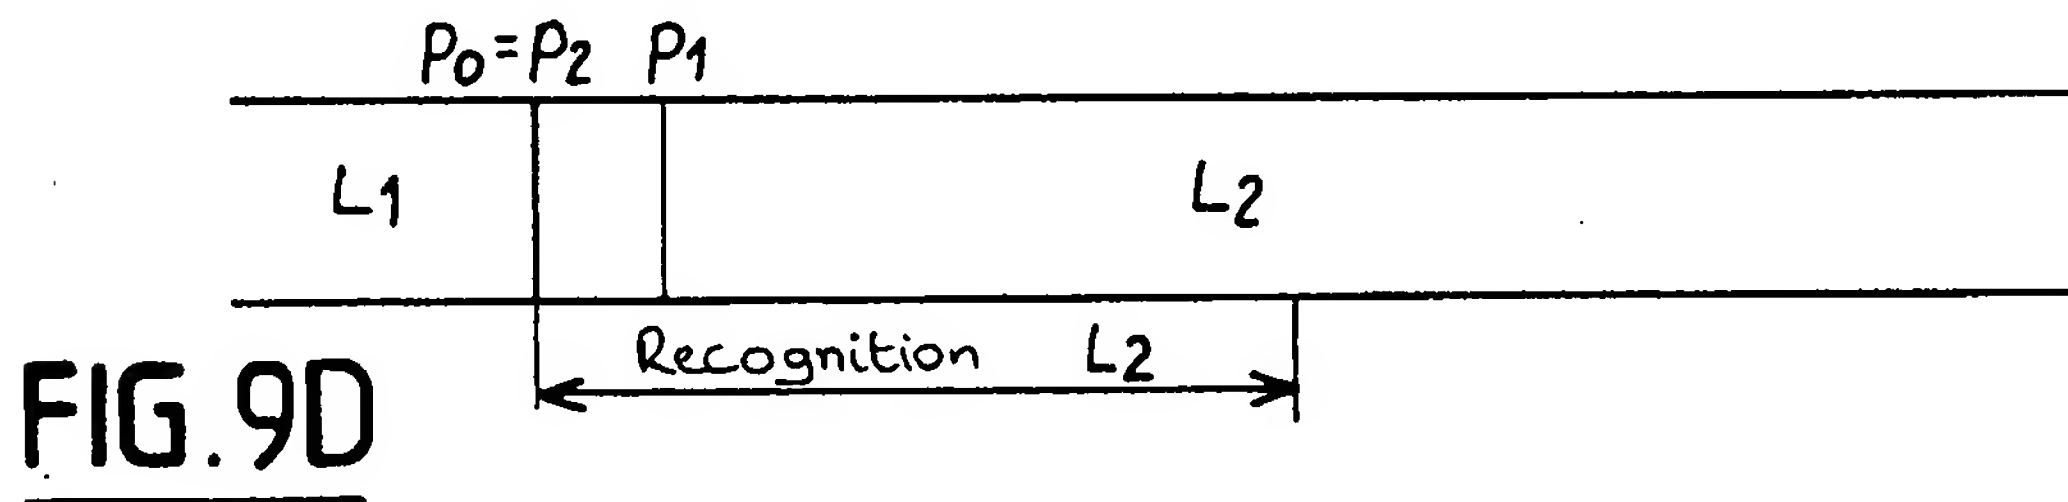 P0=P2 P1
L1 L2
Recognition L2
FIG. 9D